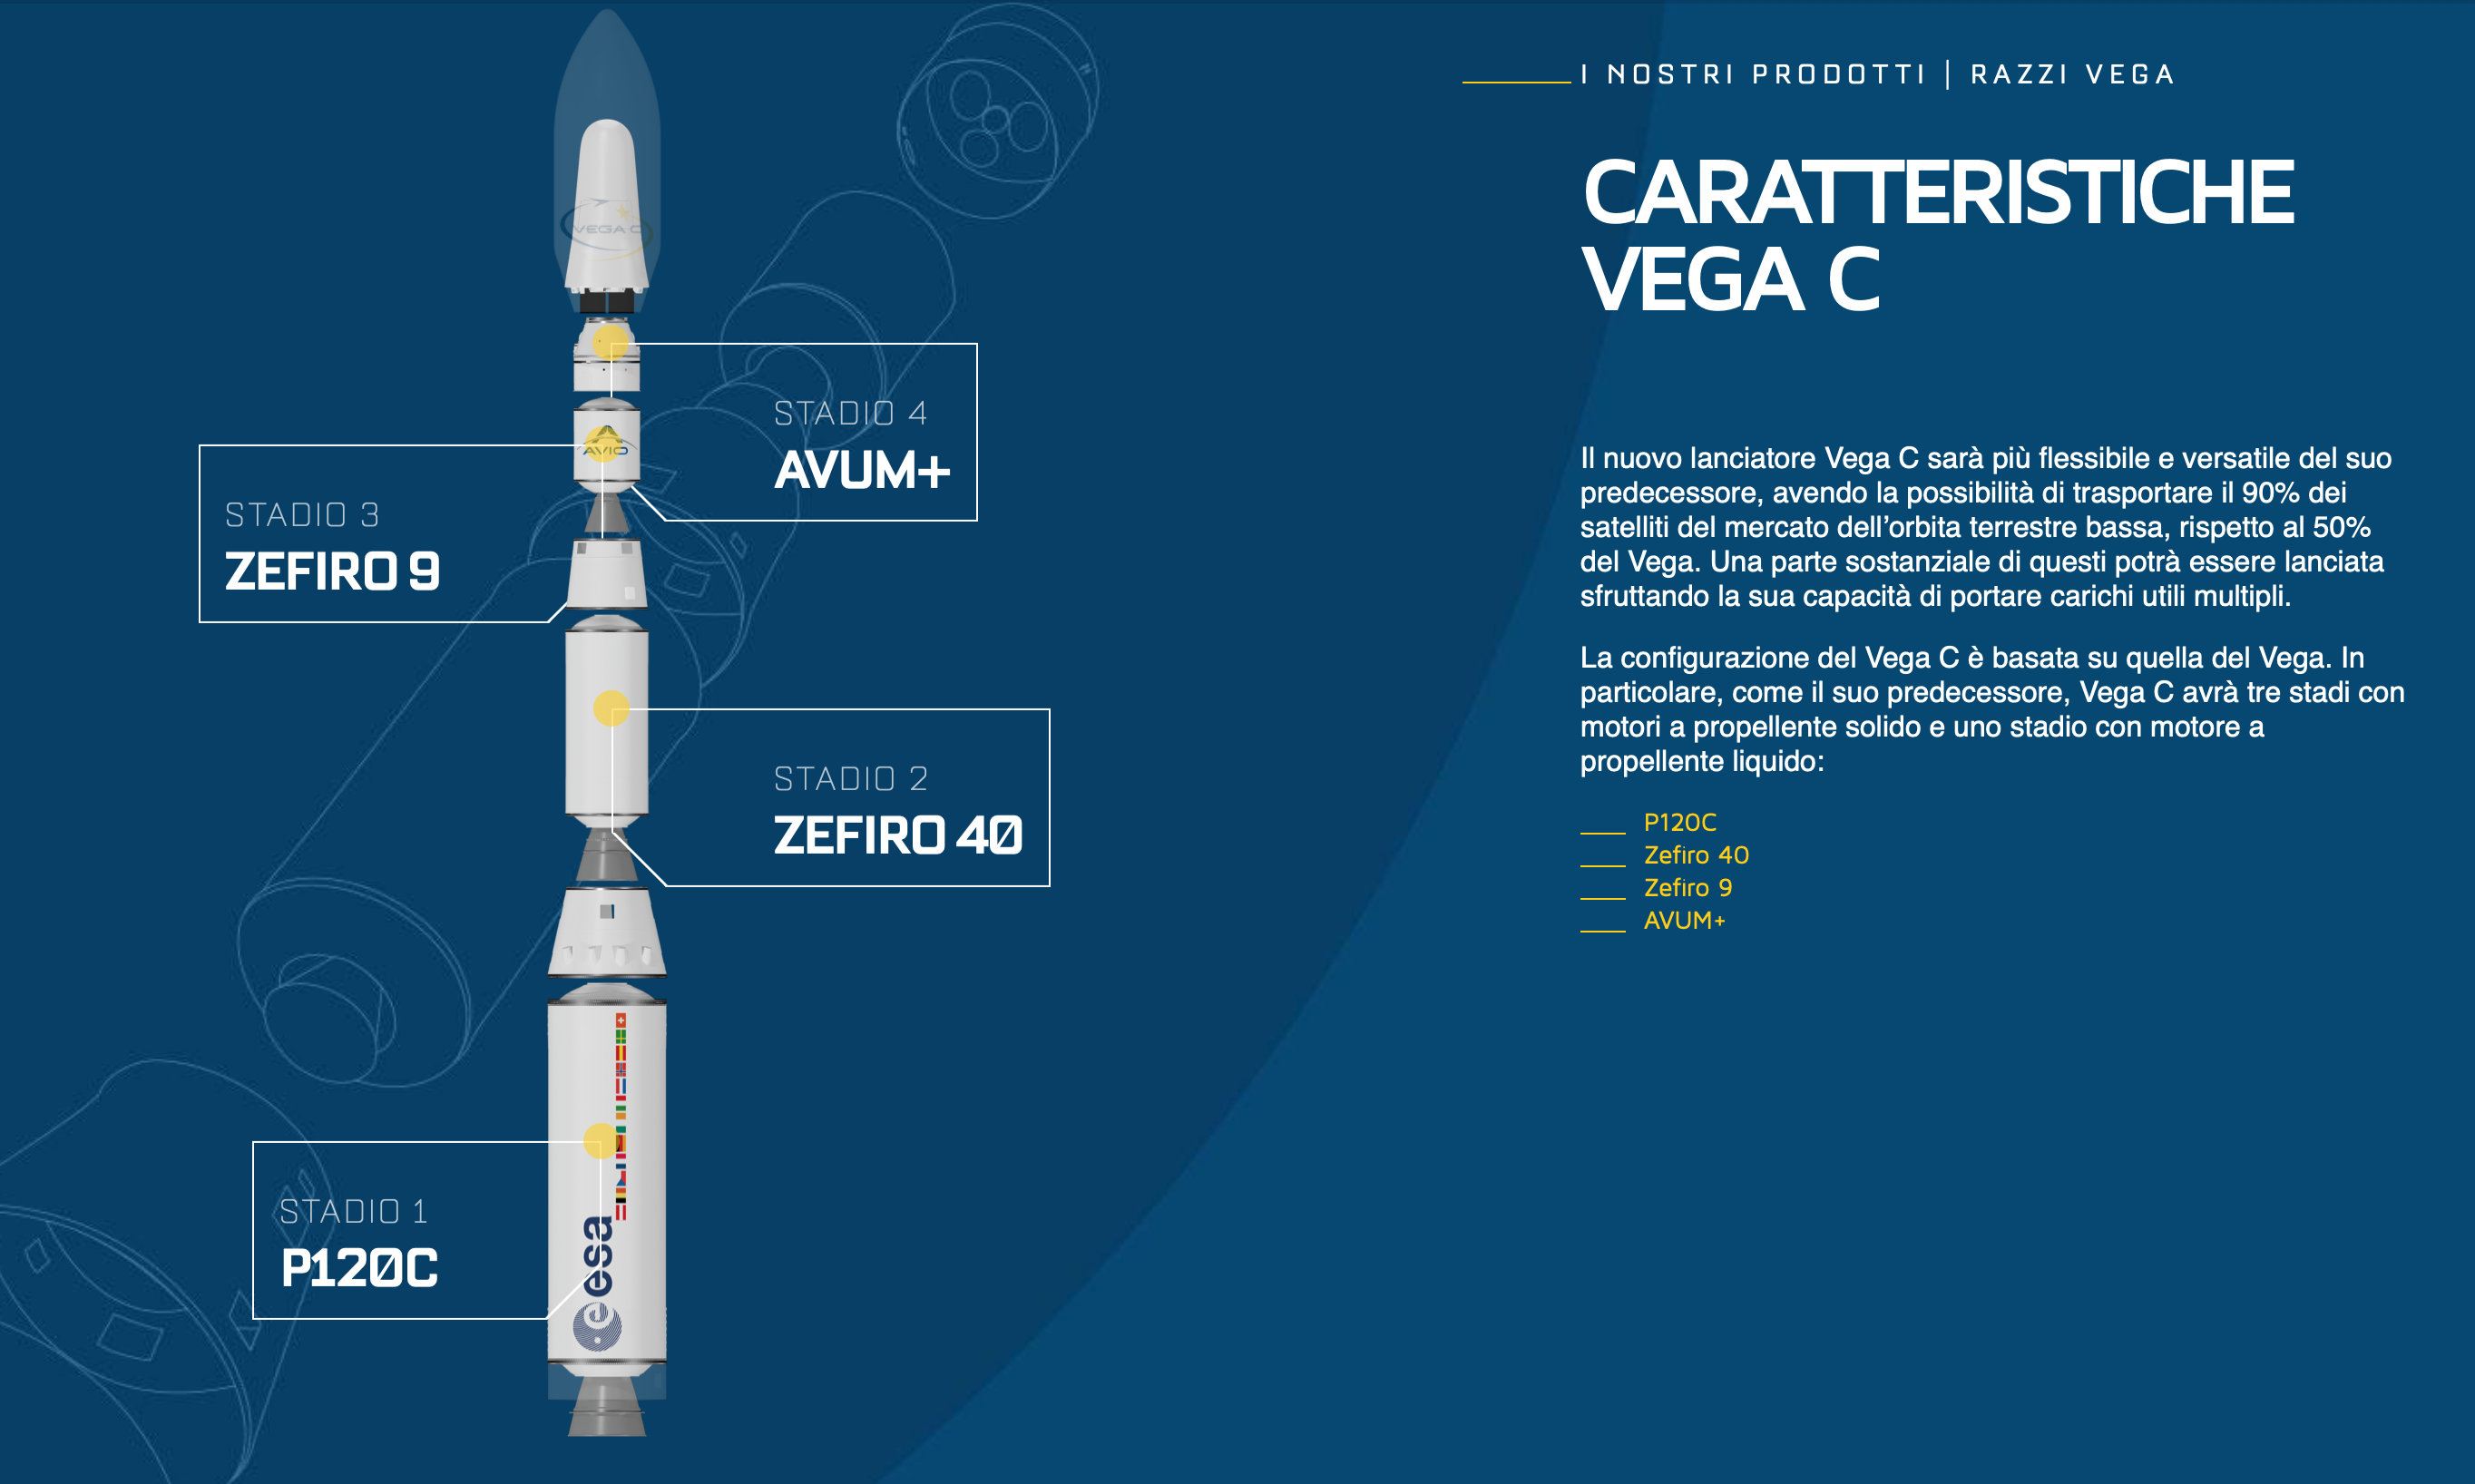 I NOSTRI PRODOTTI | RAZZI VEGA
CARATTERISTICHE
VEGA C
Il nuovo lanciatore Vega C sarà più flessibile e versatile del suo
predecessore, avendo la possibilità di trasportare il 90% dei
satelliti del mercato dell’orbita terrestre bassa, rispetto al 50%
del Vega. Una parte sostanziale di questi potrà essere lanciata
sfruttando la sua capacità di portare carichi utili multipli.
La configurazione del Vega C è basata su quella del Vega. In
particolare, come il suo predecessore, Vega C avrà tre stadi con
motori a propellente solido e uno stadio con motore a
propellente liquido:
P120C
Zefiro 40
Zefiro 9
AVUM+
VEGA C
STADIO 4
AVUM+
AVIO
STADIO 3
ZEFIRO 9
STADIO 2
ZEFIRO 40
STADIO 1
P120C
esa